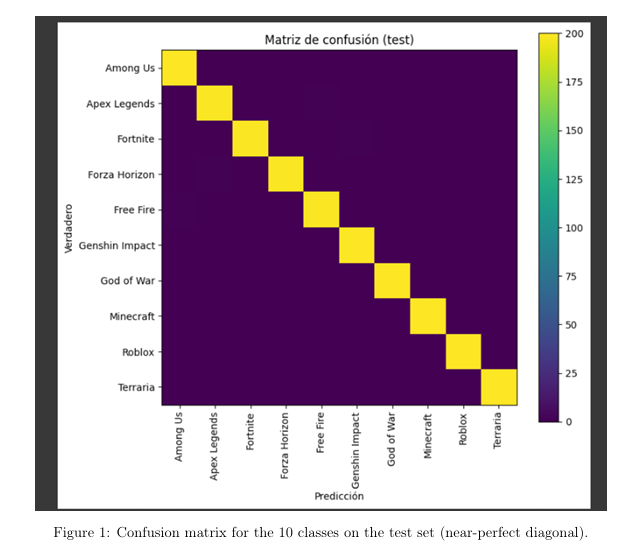 Matriz de confusión (test)
Verdadero
Among Us
Apex Legends
Fortnite
Forza Horizon
Free Fire
Genshin Impact
God of War
Minecraft
Roblox
Terraria
Among Us
Apex Legends
Fortnite
Forza Horizon
Free Fire
Genshin Impact
God of War
Minecraft
Roblox
Terraria
Predicción
200
175
150
125
100
75
50
25
0
Figure 1: Confusion matrix for the 10 classes on the test set (near-perfect diagonal).